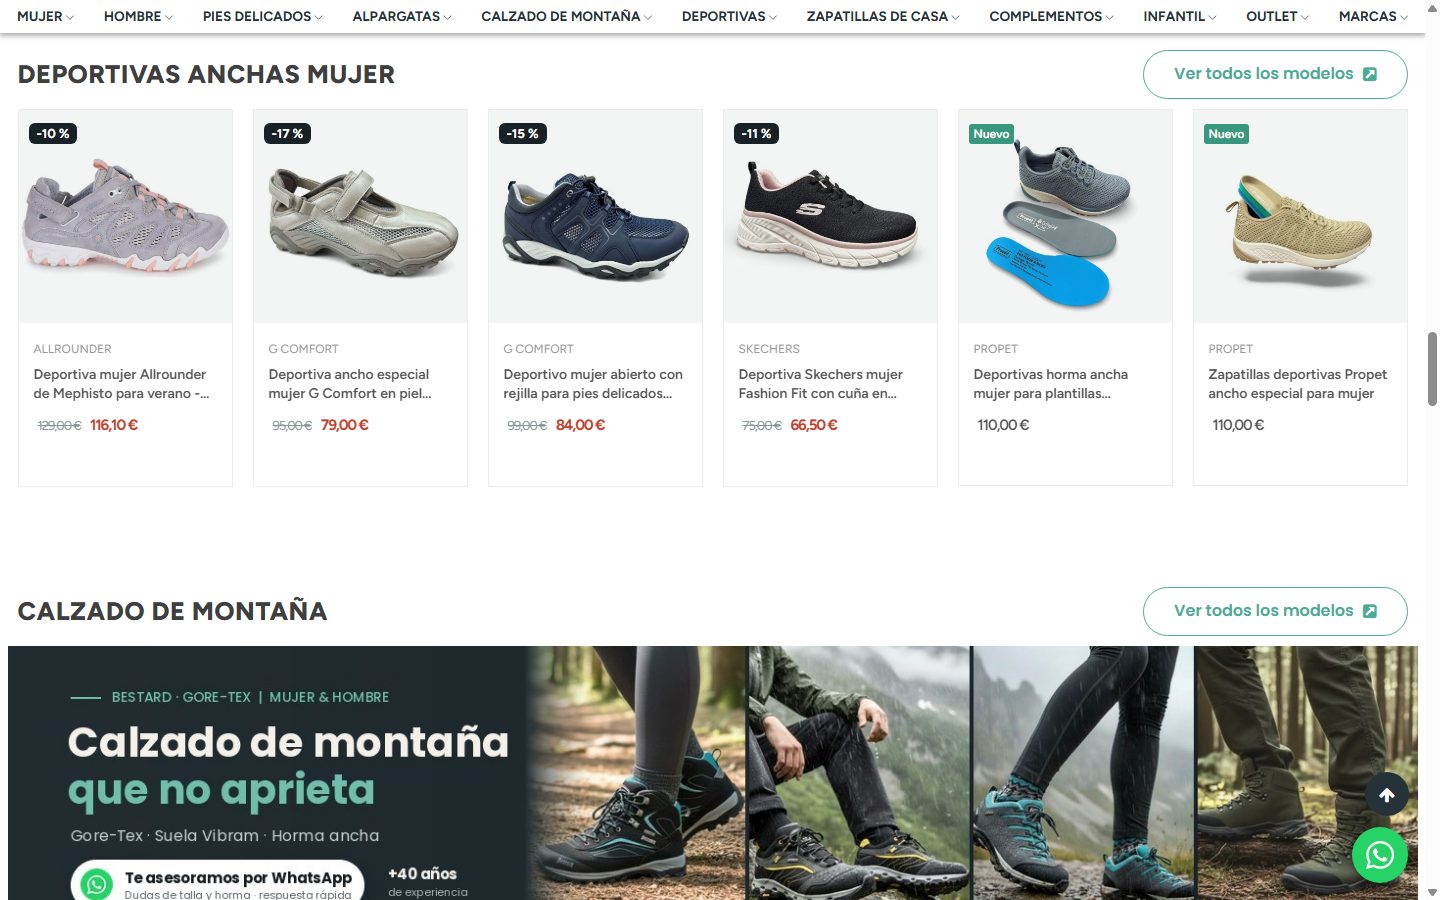 MUJER HOMBRE PIES DELICADOS ALPARGATAS CALZADO DE MONTAÑA DEPORTIVAS ZAPATILLAS DE CASA COMPLEMENTOS INFANTIL OUTLET MARCAS
DEPORTIVAS ANCHAS MUJER
Ver todos los modelos
-10 %
ALLROUNDER
Deportiva mujer Allrounder
de Mephisto para verano -...
129,00 € 116,10 €
-17 %
G COMFORT
Deportiva ancho especial
mujer G Comfort en piel...
95,00 € 79,00 €
-15 %
G COMFORT
Deportivo mujer abierto con
rejilla para pies delicados...
99,00 € 84,00 €
-11 %
SKECHERS
Deportiva Skechers mujer
Fashion Fit con cuña en...
75,00 € 66,50 €
Nuevo
PROPET
Deportivas horma ancha
mujer para plantillas...
110,00 €
Nuevo
PROPET
Zapatillas deportivas Propet
ancho especial para mujer
110,00 €
CALZADO DE MONTAÑA
Ver todos los modelos
BESTARD · GORE-TEX | MUJER & HOMBRE
Calzado de montaña
que no aprieta
Gore-Tex · Suela Vibram · Horma ancha
Te asesoramos por WhatsApp
Dudas de talla y horma · respuesta rápida
+40 años
de experiencia